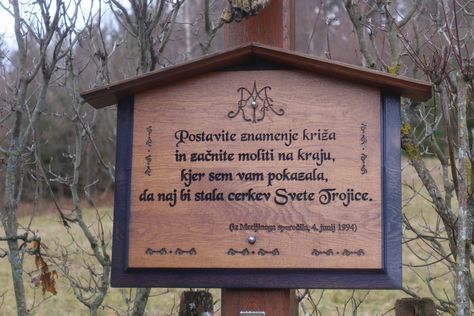 Postavite znamenje križa
in začnite moliti na kraju,
kjer sem vam pokazala,
da naj bi stala cerkev Svete Trojice.
(iz Marijinega sporočila, 4. junij 1994)